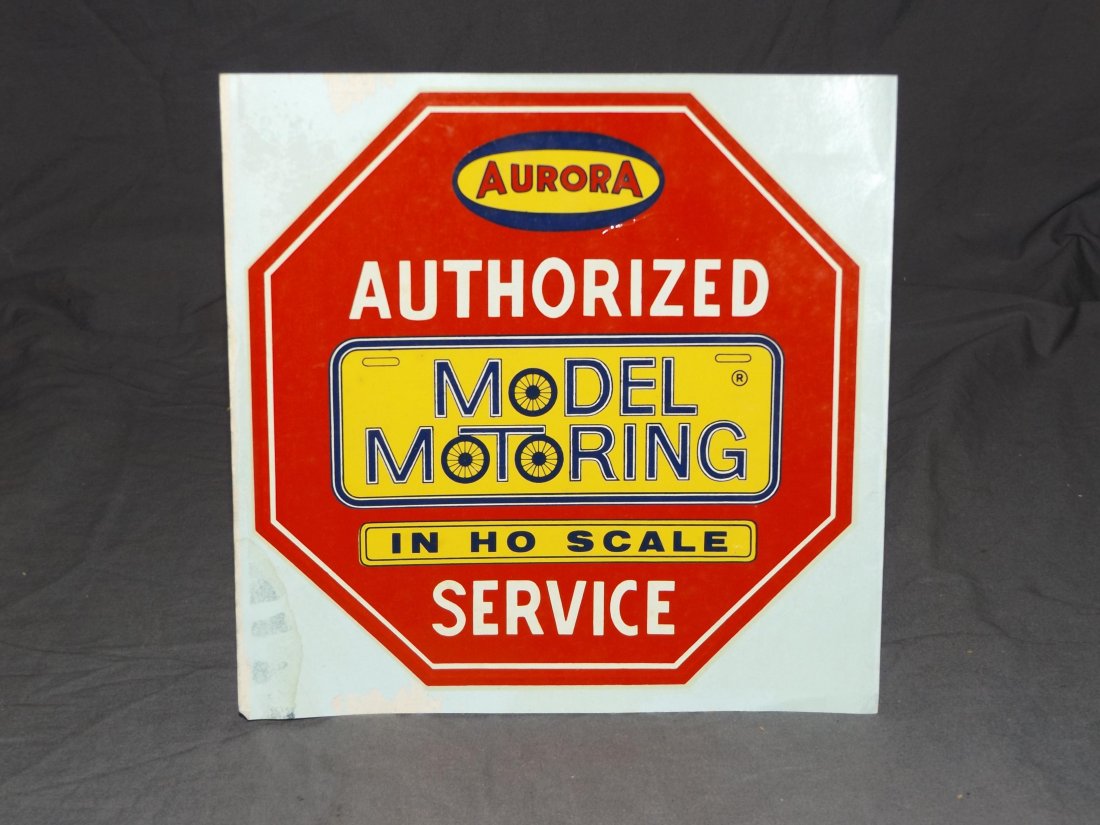 AURORA
AUTHORIZED
MODEL ®
MOTORING
IN HO SCALE
SERVICE